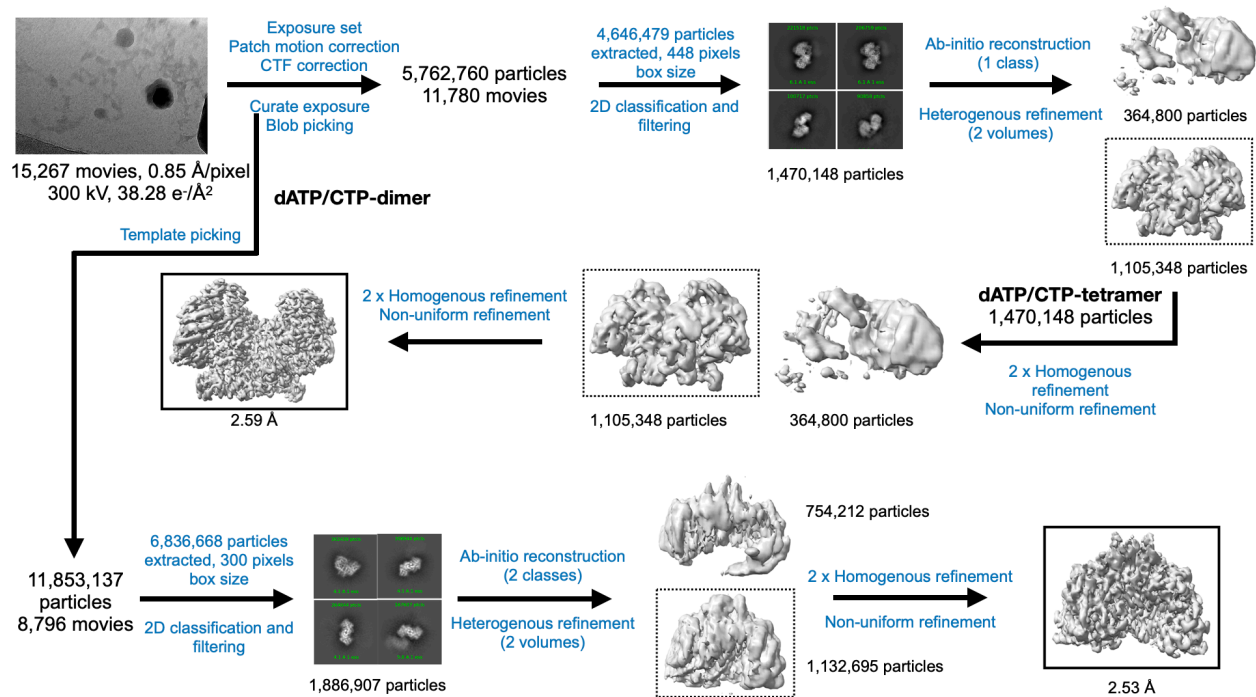 Exposure set
Patch motion correction
CTF correction
Curate exposure
Blob picking
15,267 movies, 0.85 Å/pixel
300 kV, 38.28 e-/Å2
5,762,760 particles
11,780 movies
4,646,479 particles
extracted, 448 pixels
box size
2D classification and
filtering
1,470,148 particles
Ab-initio reconstruction
(1 class)
Heterogenous refinement
(2 volumes)
364,800 particles
1,105,348 particles
dATP/CTP-dimer
Template picking
dATP/CTP-tetramer
1,470,148 particles
2 x Homogenous
refinement
Non-uniform refinement
364,800 particles
1,105,348 particles
2 x Homogenous refinement
Non-uniform refinement
2.59 Å
11,853,137
particles
8,796 movies
6,836,668 particles
extracted, 300 pixels
box size
2D classification and
filtering
1,886,907 particles
Ab-initio reconstruction
(2 classes)
Heterogenous refinement
(2 volumes)
754,212 particles
1,132,695 particles
2 x Homogenous refinement
Non-uniform refinement
2.53 Å